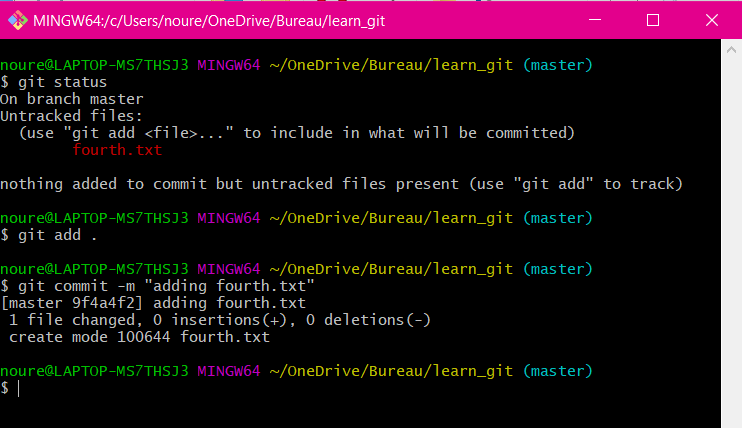 MINGW64:/c/Users/noure/OneDrive/Bureau/learn_git
noure@LAPTOP-MS7THSJ3 MINGW64 ~/OneDrive/Bureau/learn_git (master)
$ git status
On branch master
Untracked files:
  (use "git add <file>..." to include in what will be committed)
        fourth.txt
nothing added to commit but untracked files present (use "git add" to track)
noure@LAPTOP-MS7THSJ3 MINGW64 ~/OneDrive/Bureau/learn_git (master)
$ git add .
noure@LAPTOP-MS7THSJ3 MINGW64 ~/OneDrive/Bureau/learn_git (master)
$ git commit -m "adding fourth.txt"
[master 9f4a4f2] adding fourth.txt
 1 file changed, 0 insertions(+), 0 deletions(-)
 create mode 100644 fourth.txt
noure@LAPTOP-MS7THSJ3 MINGW64 ~/OneDrive/Bureau/learn_git (master)
$